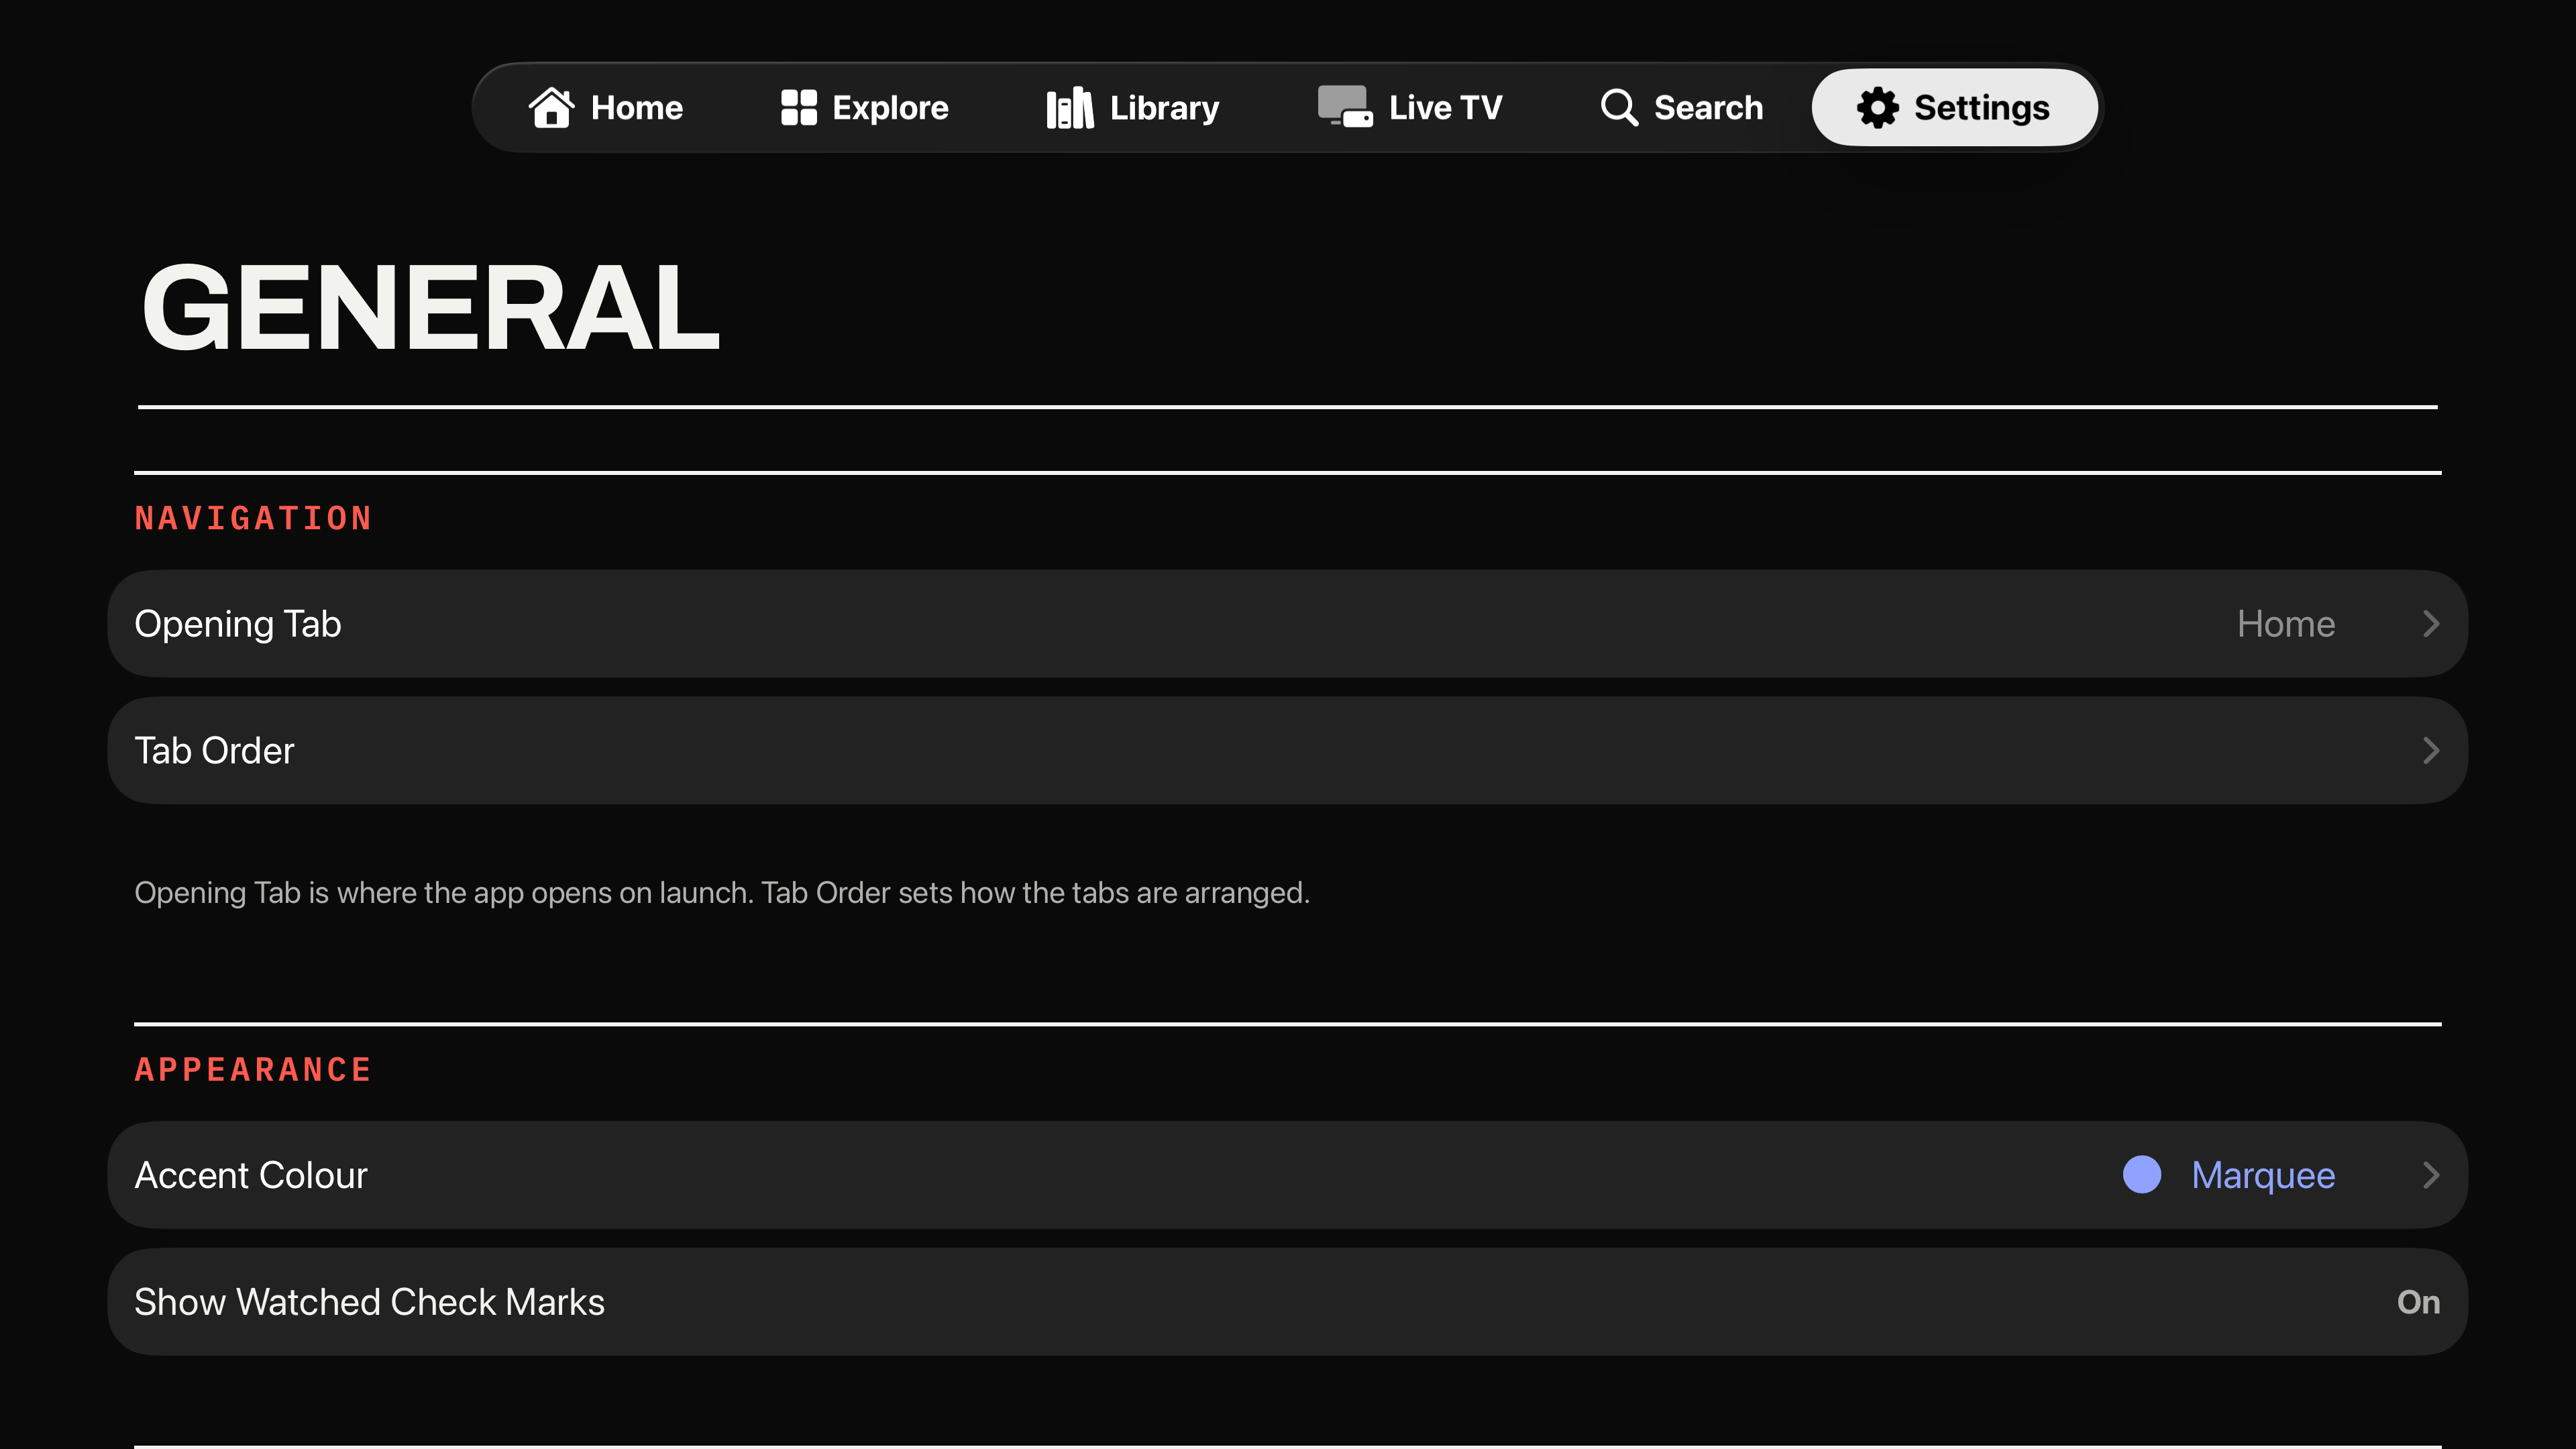 Home Explore Library Live TV Search Settings
GENERAL
NAVIGATION
Opening Tab Home
Tab Order
Opening Tab is where the app opens on launch. Tab Order sets how the tabs are arranged.
APPEARANCE
Accent Colour Marquee
Show Watched Check Marks On